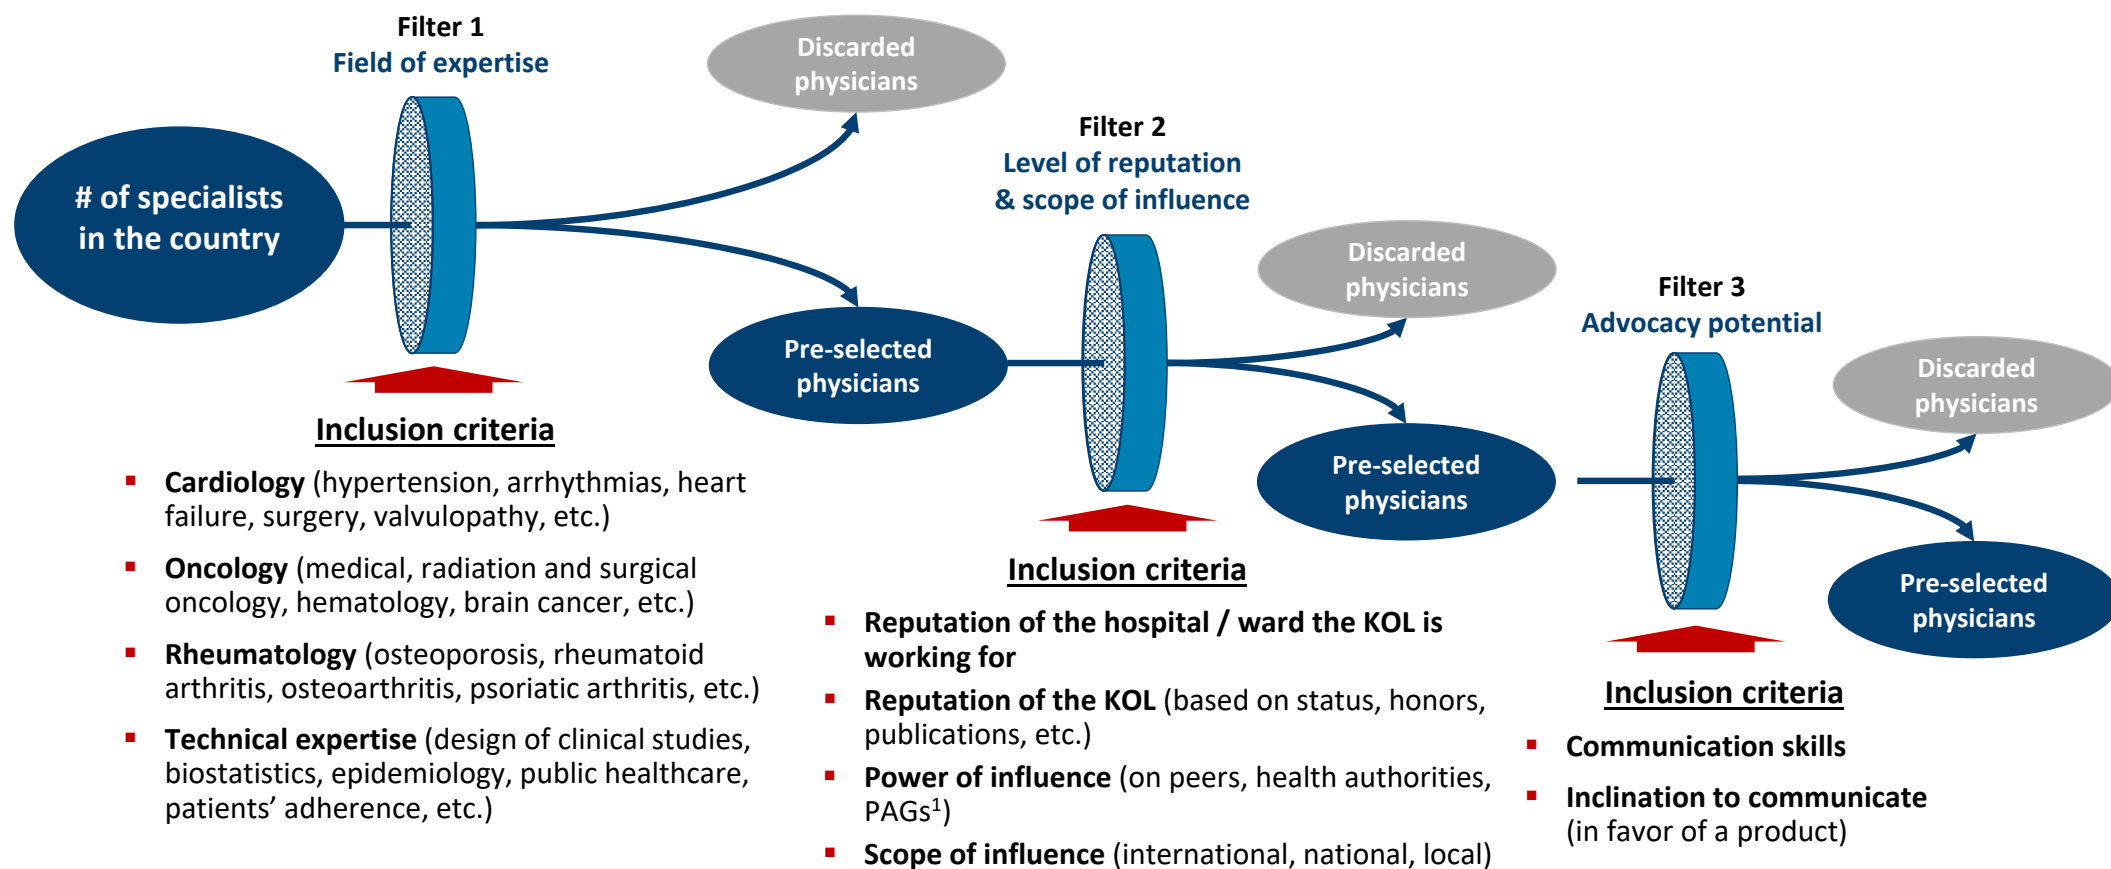 Filter 1
Field of expertise
Discarded
physicians
# of specialists
in the country
Pre-selected
physicians
Inclusion criteria
▪ Cardiology (hypertension, arrhythmias, heart
failure, surgery, valvulopathy, etc.)
▪ Oncology (medical, radiation and surgical
oncology, hematology, brain cancer, etc.)
▪ Rheumatology (osteoporosis, rheumatoid
arthritis, osteoarthritis, psoriatic arthritis, etc.)
▪ Technical expertise (design of clinical studies,
biostatistics, epidemiology, public healthcare,
patients’ adherence, etc.)
Filter 2
Level of reputation
& scope of influence
Discarded
physicians
Pre-selected
physicians
Inclusion criteria
▪ Reputation of the hospital / ward the KOL is
working for
▪ Reputation of the KOL (based on status, honors,
publications, etc.)
▪ Power of influence (on peers, health authorities,
PAGs¹)
▪ Scope of influence (international, national, local)
Filter 3
Advocacy potential
Discarded
physicians
Pre-selected
physicians
Inclusion criteria
▪ Communication skills
▪ Inclination to communicate
(in favor of a product)